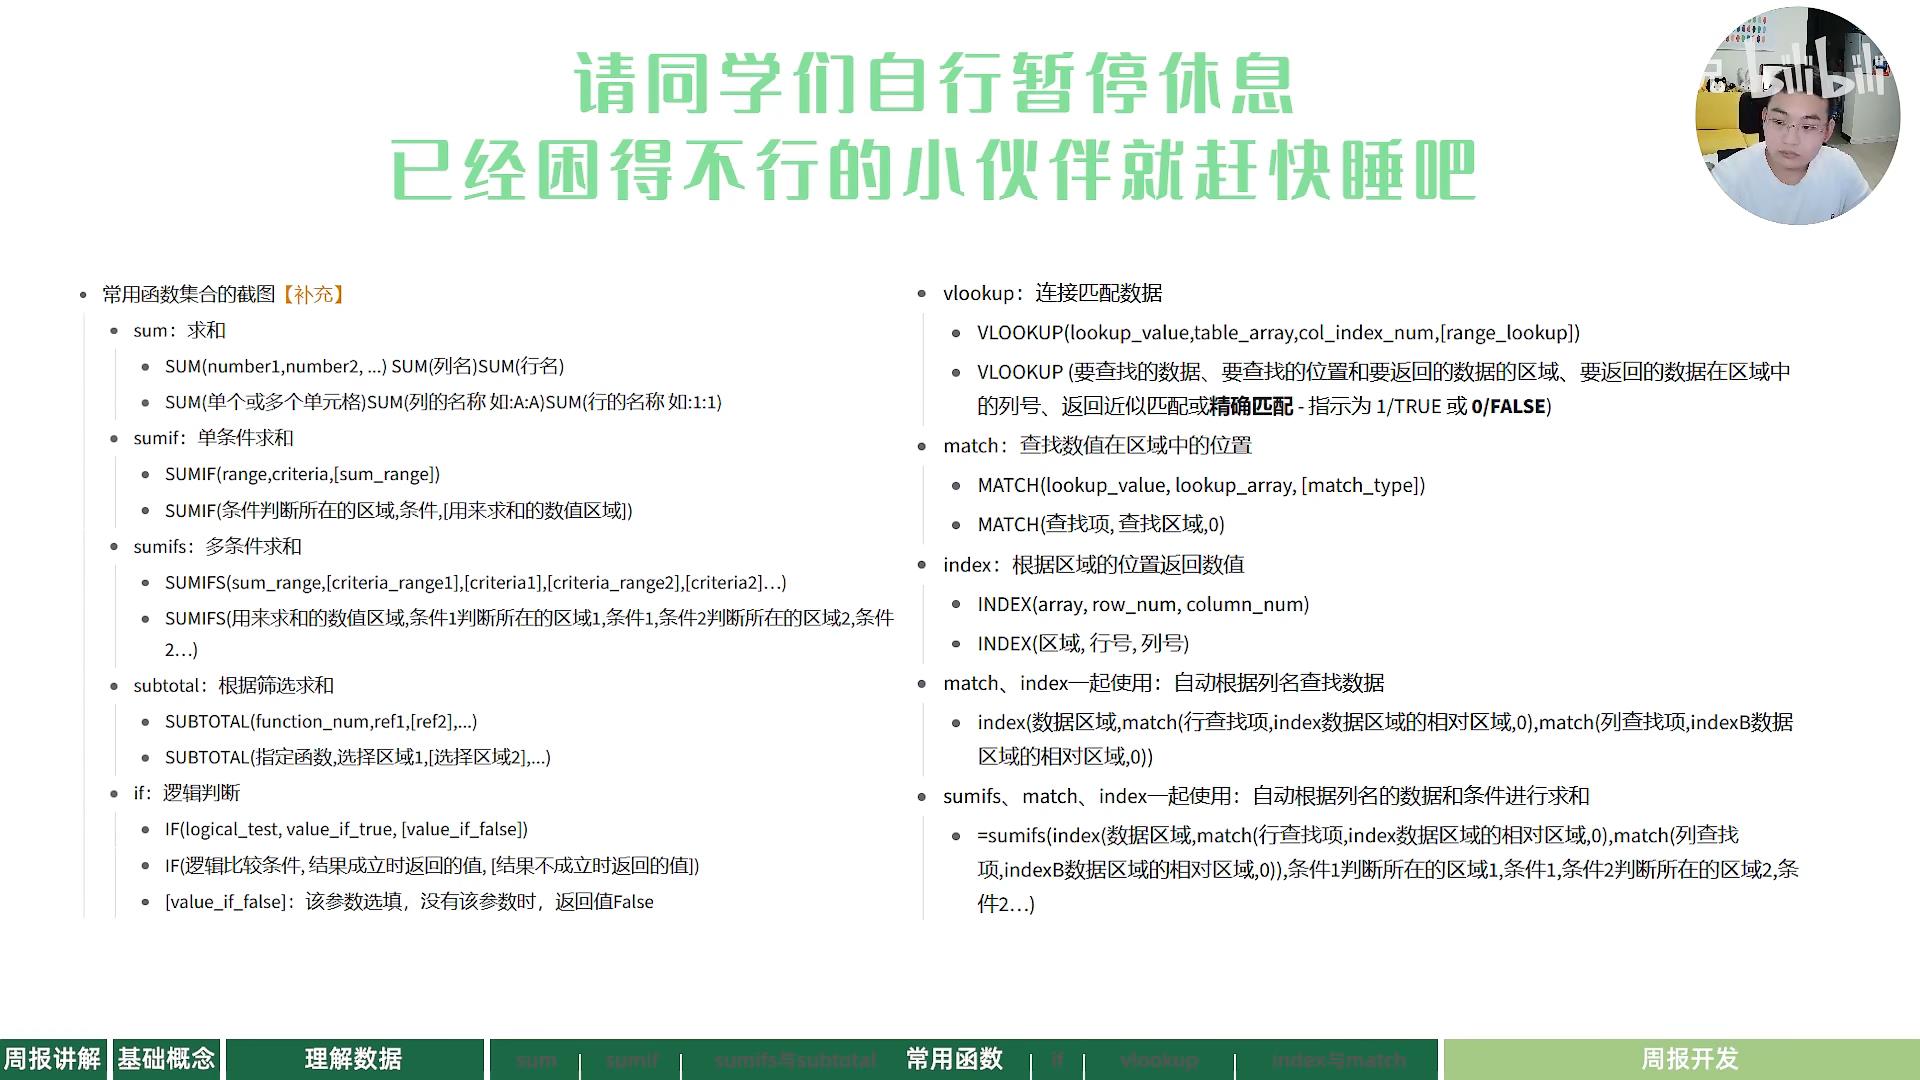 请同学们自行暂停休息
已经困得不行的小伙伴就赶快睡吧
bilibili
常用函数集合的截图【补充】
sum：求和
SUM(number1,number2, ...) SUM(列名)SUM(行名)
SUM(单个或多个单元格)SUM(列的名称 如:A:A)SUM(行的名称 如:1:1)
sumif：单条件求和
SUMIF(range,criteria,[sum_range])
SUMIF(条件判断所在的区域,条件,[用来求和的数值区域])
sumifs：多条件求和
SUMIFS(sum_range,[criteria_range1],[criteria1],[criteria_range2],[criteria2]…)
SUMIFS(用来求和的数值区域,条件1判断所在的区域1,条件1,条件2判断所在的区域2,条件
2…)
subtotal：根据筛选求和
SUBTOTAL(function_num,ref1,[ref2],...)
SUBTOTAL(指定函数,选择区域1,[选择区域2],...)
if：逻辑判断
IF(logical_test, value_if_true, [value_if_false])
IF(逻辑比较条件, 结果成立时返回的值, [结果不成立时返回的值])
[value_if_false]：该参数选填，没有该参数时，返回值False
vlookup：连接匹配数据
VLOOKUP(lookup_value,table_array,col_index_num,[range_lookup])
VLOOKUP (要查找的数据、要查找的位置和要返回的数据的区域、要返回的数据在区域中
的列号、返回近似匹配或精确匹配 - 指示为 1/TRUE 或 0/FALSE)
match：查找数值在区域中的位置
MATCH(lookup_value, lookup_array, [match_type])
MATCH(查找项, 查找区域,0)
index：根据区域的位置返回数值
INDEX(array, row_num, column_num)
INDEX(区域, 行号, 列号)
match、index一起使用：自动根据列名查找数据
index(数据区域,match(行查找项,index数据区域的相对区域,0),match(列查找项,indexB数据
区域的相对区域,0))
sumifs、match、index一起使用：自动根据列名的数据和条件进行求和
=sumifs(index(数据区域,match(行查找项,index数据区域的相对区域,0),match(列查找
项,indexB数据区域的相对区域,0)),条件1判断所在的区域1,条件1,条件2判断所在的区域2,条
件2…)
周报讲解 基础概念 理解数据 sum sumif sumifs与subtotal 常用函数 if vlookup index与match 周报开发